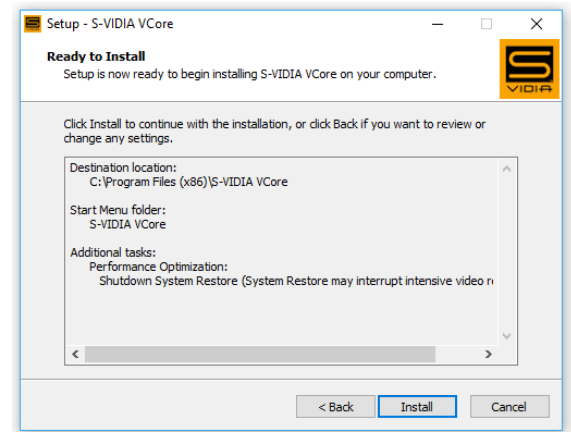 Setup - S-VIDIA VCore
Ready to Install
Setup is now ready to begin installing S-VIDIA VCore on your computer.
S
VIDIA
Click Install to continue with the installation, or click Back if you want to review or
change any settings.
Destination location:
C:\Program Files (x86)\S-VIDIA VCore
Start Menu folder:
S-VIDIA VCore
Additional tasks:
Performance Optimization:
Shutdown System Restore (System Restore may interrupt intensive video
< Back
Install
Cancel